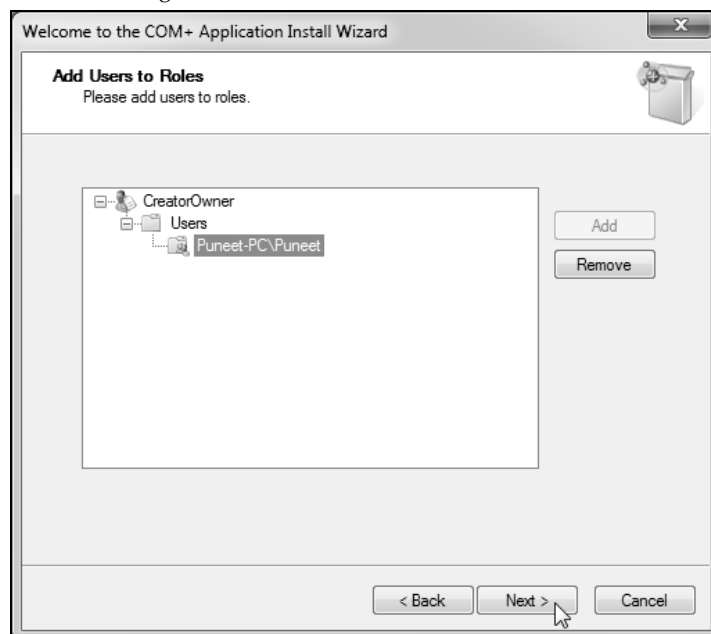 Welcome to the COM+ Application Install Wizard
Add Users to Roles
Please add users to roles.
CreatorOwner
Users
Puneet-PC\Puneet
Add
Remove
< Back
Next >
Cancel